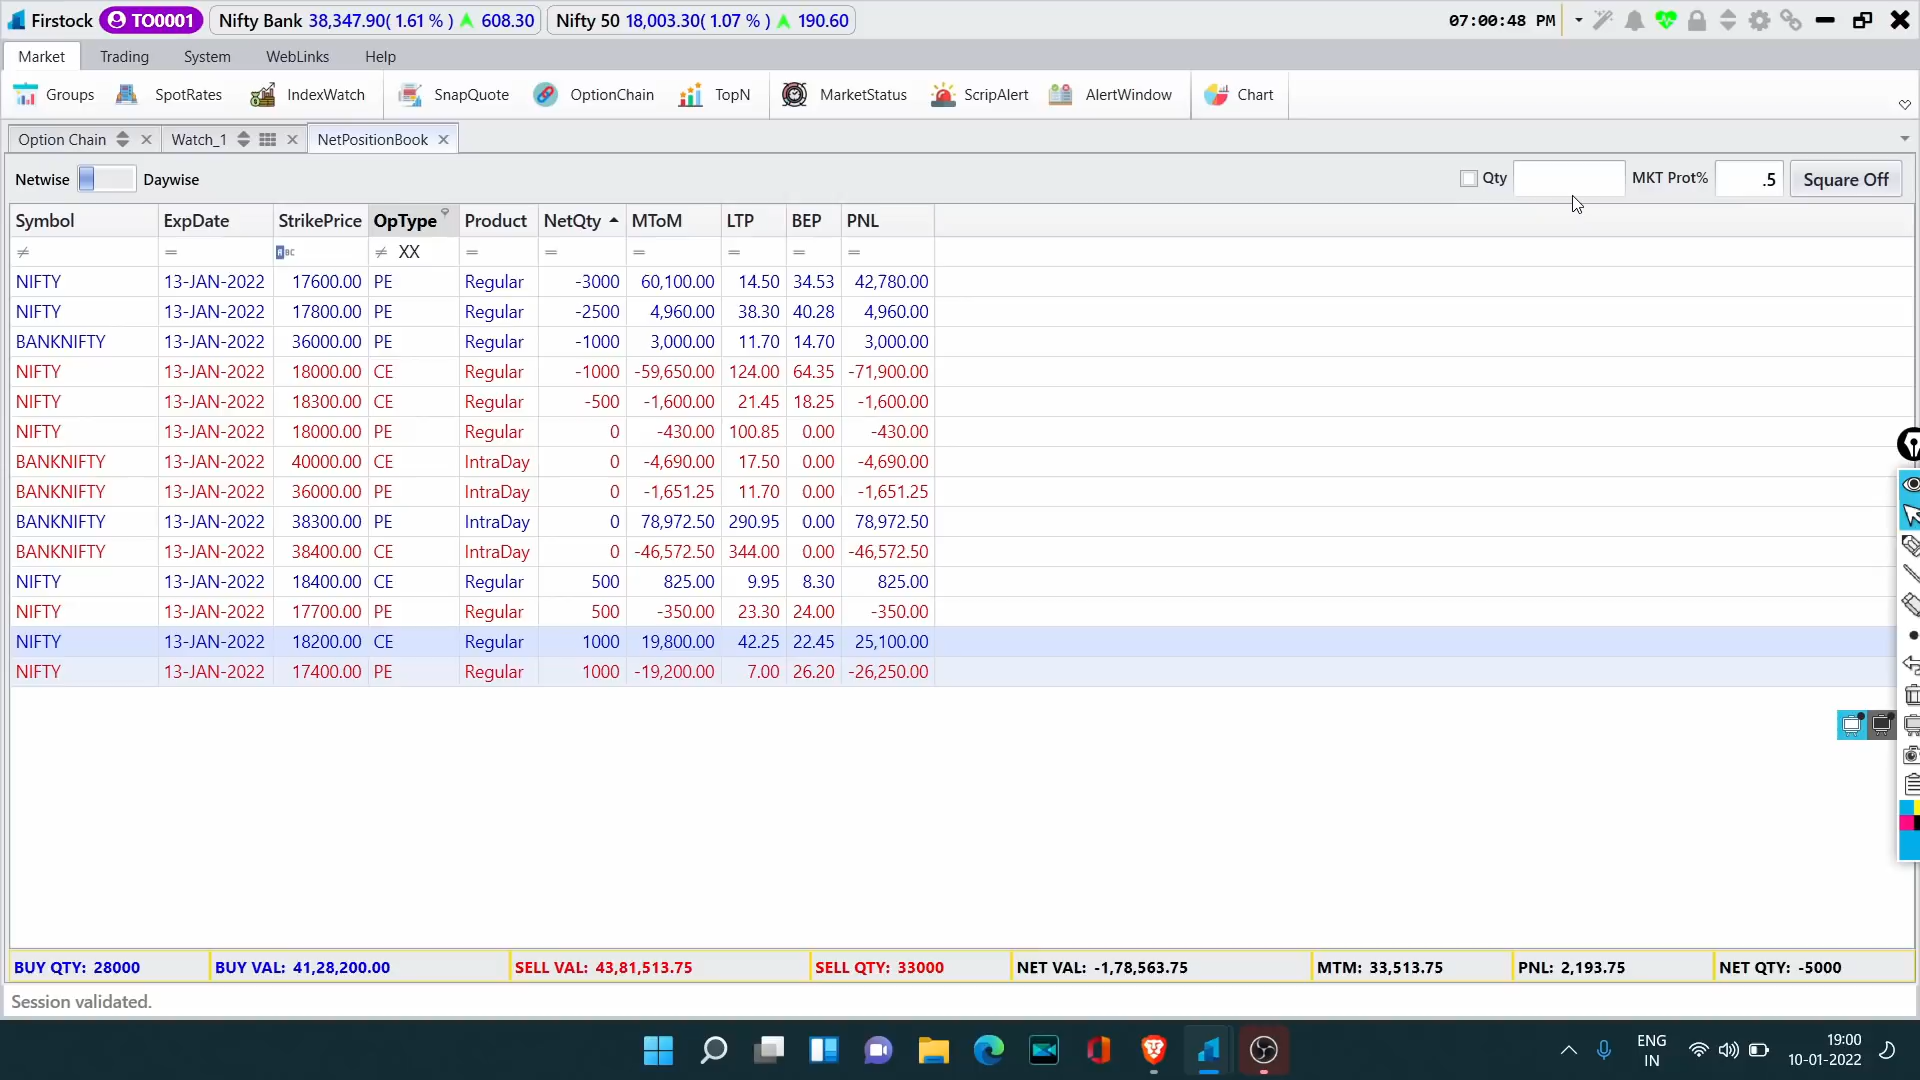 Firstock TO0001 Nifty Bank 38,347.90( 1.61 % ) 608.30 Nifty 50 18,003.30( 1.07 % ) 190.60 07:00:48 PM
Market Trading System WebLinks Help
Groups SpotRates IndexWatch SnapQuote OptionChain TopN MarketStatus ScripAlert AlertWindow Chart
Option Chain Watch_1 NetPositionBook
Netwise Daywise Qty MKT Prot% .5 Square Off
Symbol ExpDate StrikePrice OpType Product NetQty MToM LTP BEP PNL
≠ = ABC ≠ XX = = = = = =
NIFTY 13-JAN-2022 17600.00 PE Regular -3000 60,100.00 14.50 34.53 42,780.00
NIFTY 13-JAN-2022 17800.00 PE Regular -2500 4,960.00 38.30 40.28 4,960.00
BANKNIFTY 13-JAN-2022 36000.00 PE Regular -1000 3,000.00 11.70 14.70 3,000.00
NIFTY 13-JAN-2022 18000.00 CE Regular -1000 -59,650.00 124.00 64.35 -71,900.00
NIFTY 13-JAN-2022 18300.00 CE Regular -500 -1,600.00 21.45 18.25 -1,600.00
NIFTY 13-JAN-2022 18000.00 PE Regular 0 -430.00 100.85 0.00 -430.00
BANKNIFTY 13-JAN-2022 40000.00 CE IntraDay 0 -4,690.00 17.50 0.00 -4,690.00
BANKNIFTY 13-JAN-2022 36000.00 PE IntraDay 0 -1,651.25 11.70 0.00 -1,651.25
BANKNIFTY 13-JAN-2022 38300.00 PE IntraDay 0 78,972.50 290.95 0.00 78,972.50
BANKNIFTY 13-JAN-2022 38400.00 CE IntraDay 0 -46,572.50 344.00 0.00 -46,572.50
NIFTY 13-JAN-2022 18400.00 CE Regular 500 825.00 9.95 8.30 825.00
NIFTY 13-JAN-2022 17700.00 PE Regular 500 -350.00 23.30 24.00 -350.00
NIFTY 13-JAN-2022 18200.00 CE Regular 1000 19,800.00 42.25 22.45 25,100.00
NIFTY 13-JAN-2022 17400.00 PE Regular 1000 -19,200.00 7.00 26.20 -26,250.00
BUY QTY: 28000 BUY VAL: 41,28,200.00 SELL VAL: 43,81,513.75 SELL QTY: 33000 NET VAL: -1,78,563.75 MTM: 33,513.75 PNL: 2,193.75 NET QTY: -5000
Session validated.
ENG 19:00
IN 10-01-2022